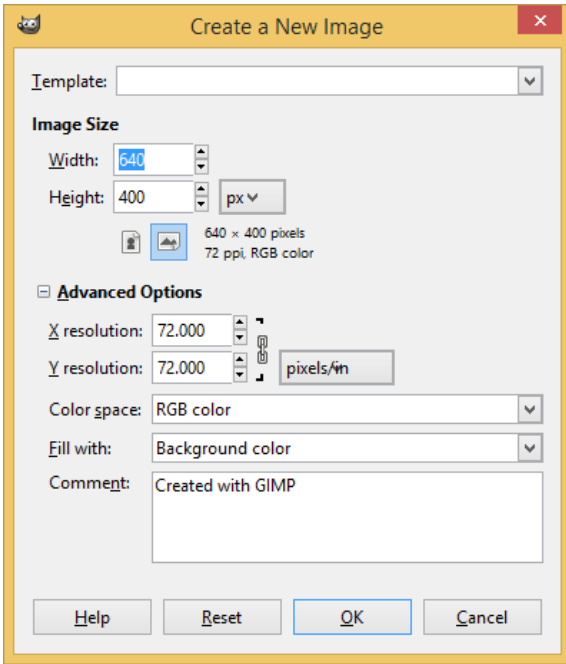 Create a New Image
Template:
Image Size
Width: 640
Height: 400 px
640 × 400 pixels
72 ppi, RGB color
Advanced Options
X resolution: 72.000
Y resolution: 72.000 pixels/in
Color space: RGB color
Fill with: Background color
Comment: Created with GIMP
Help Reset OK Cancel